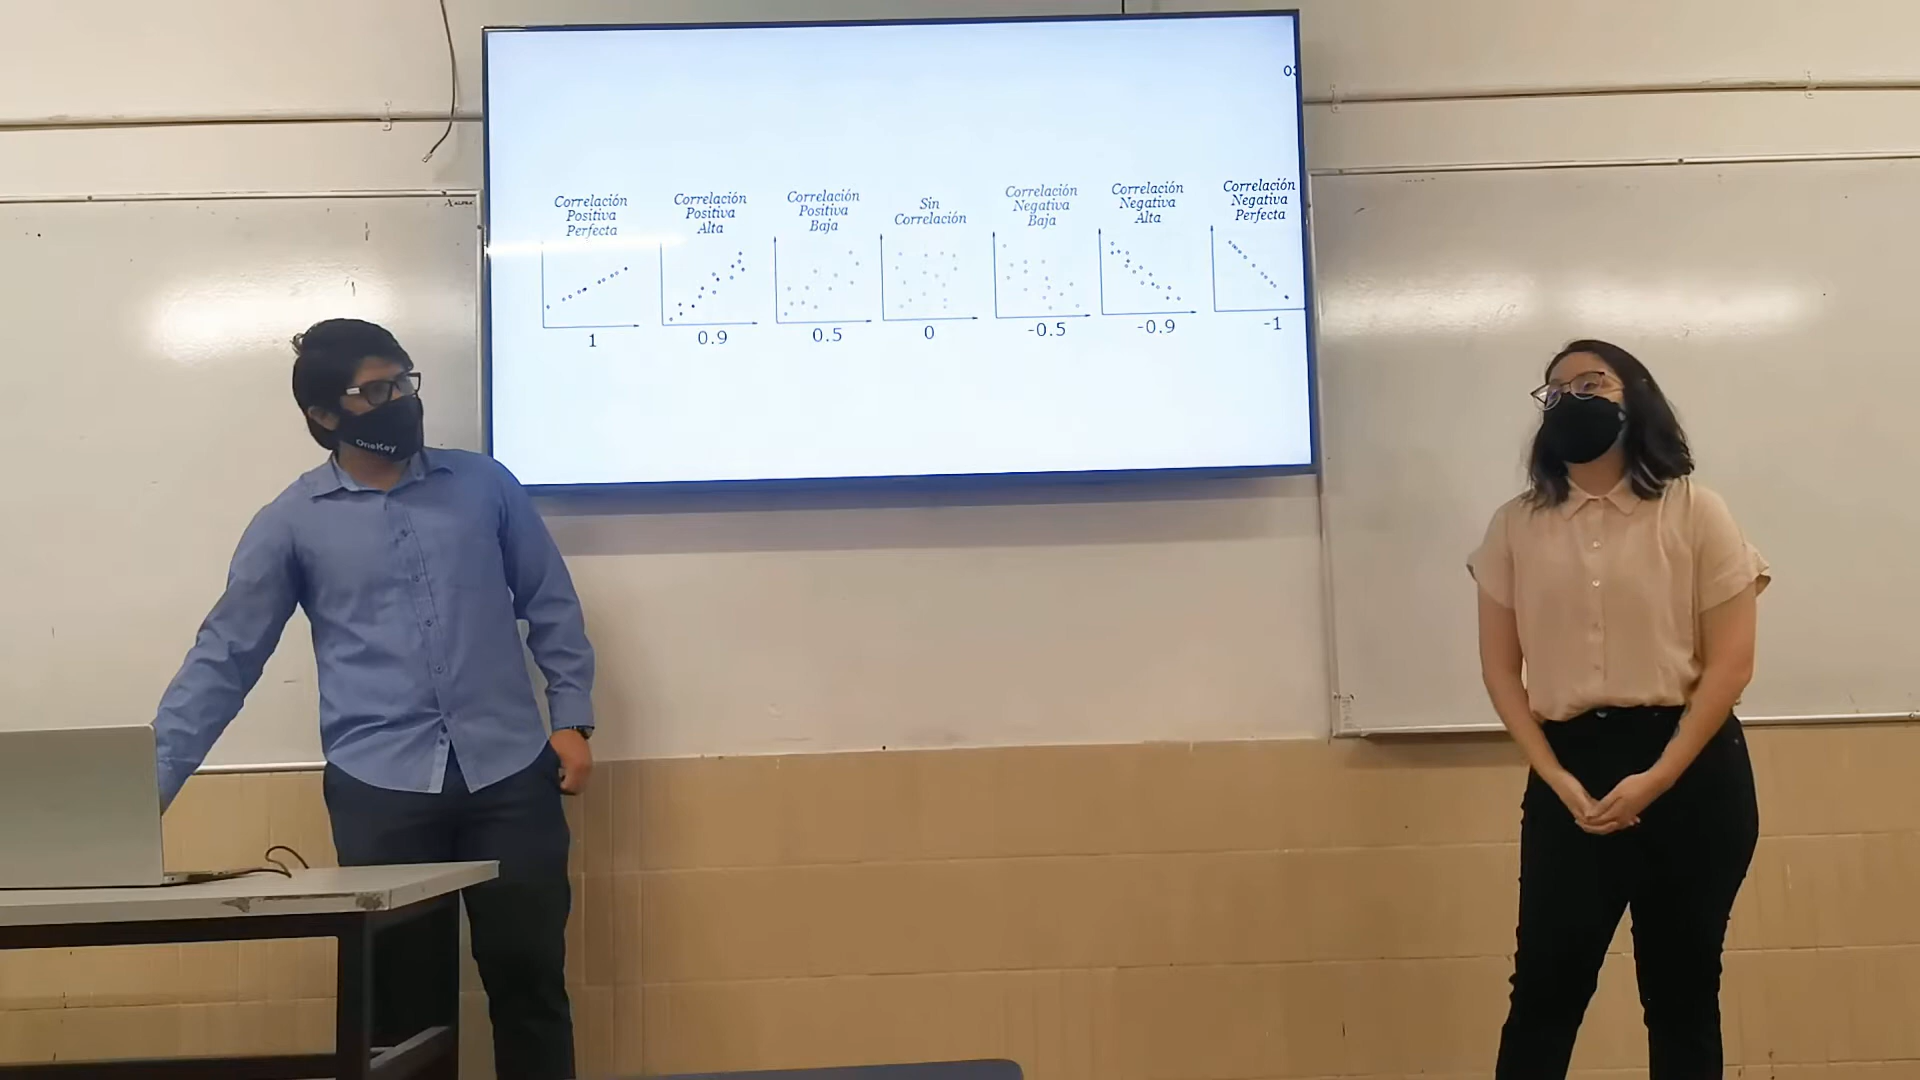 03
Correlación
Positiva
Perfecta
1
Correlación
Positiva
Alta
0.9
Correlación
Positiva
Baja
0.5
Sin
Correlación
0
Correlación
Negativa
Baja
-0.5
Correlación
Negativa
Alta
-0.9
Correlación
Negativa
Perfecta
-1
OneKey